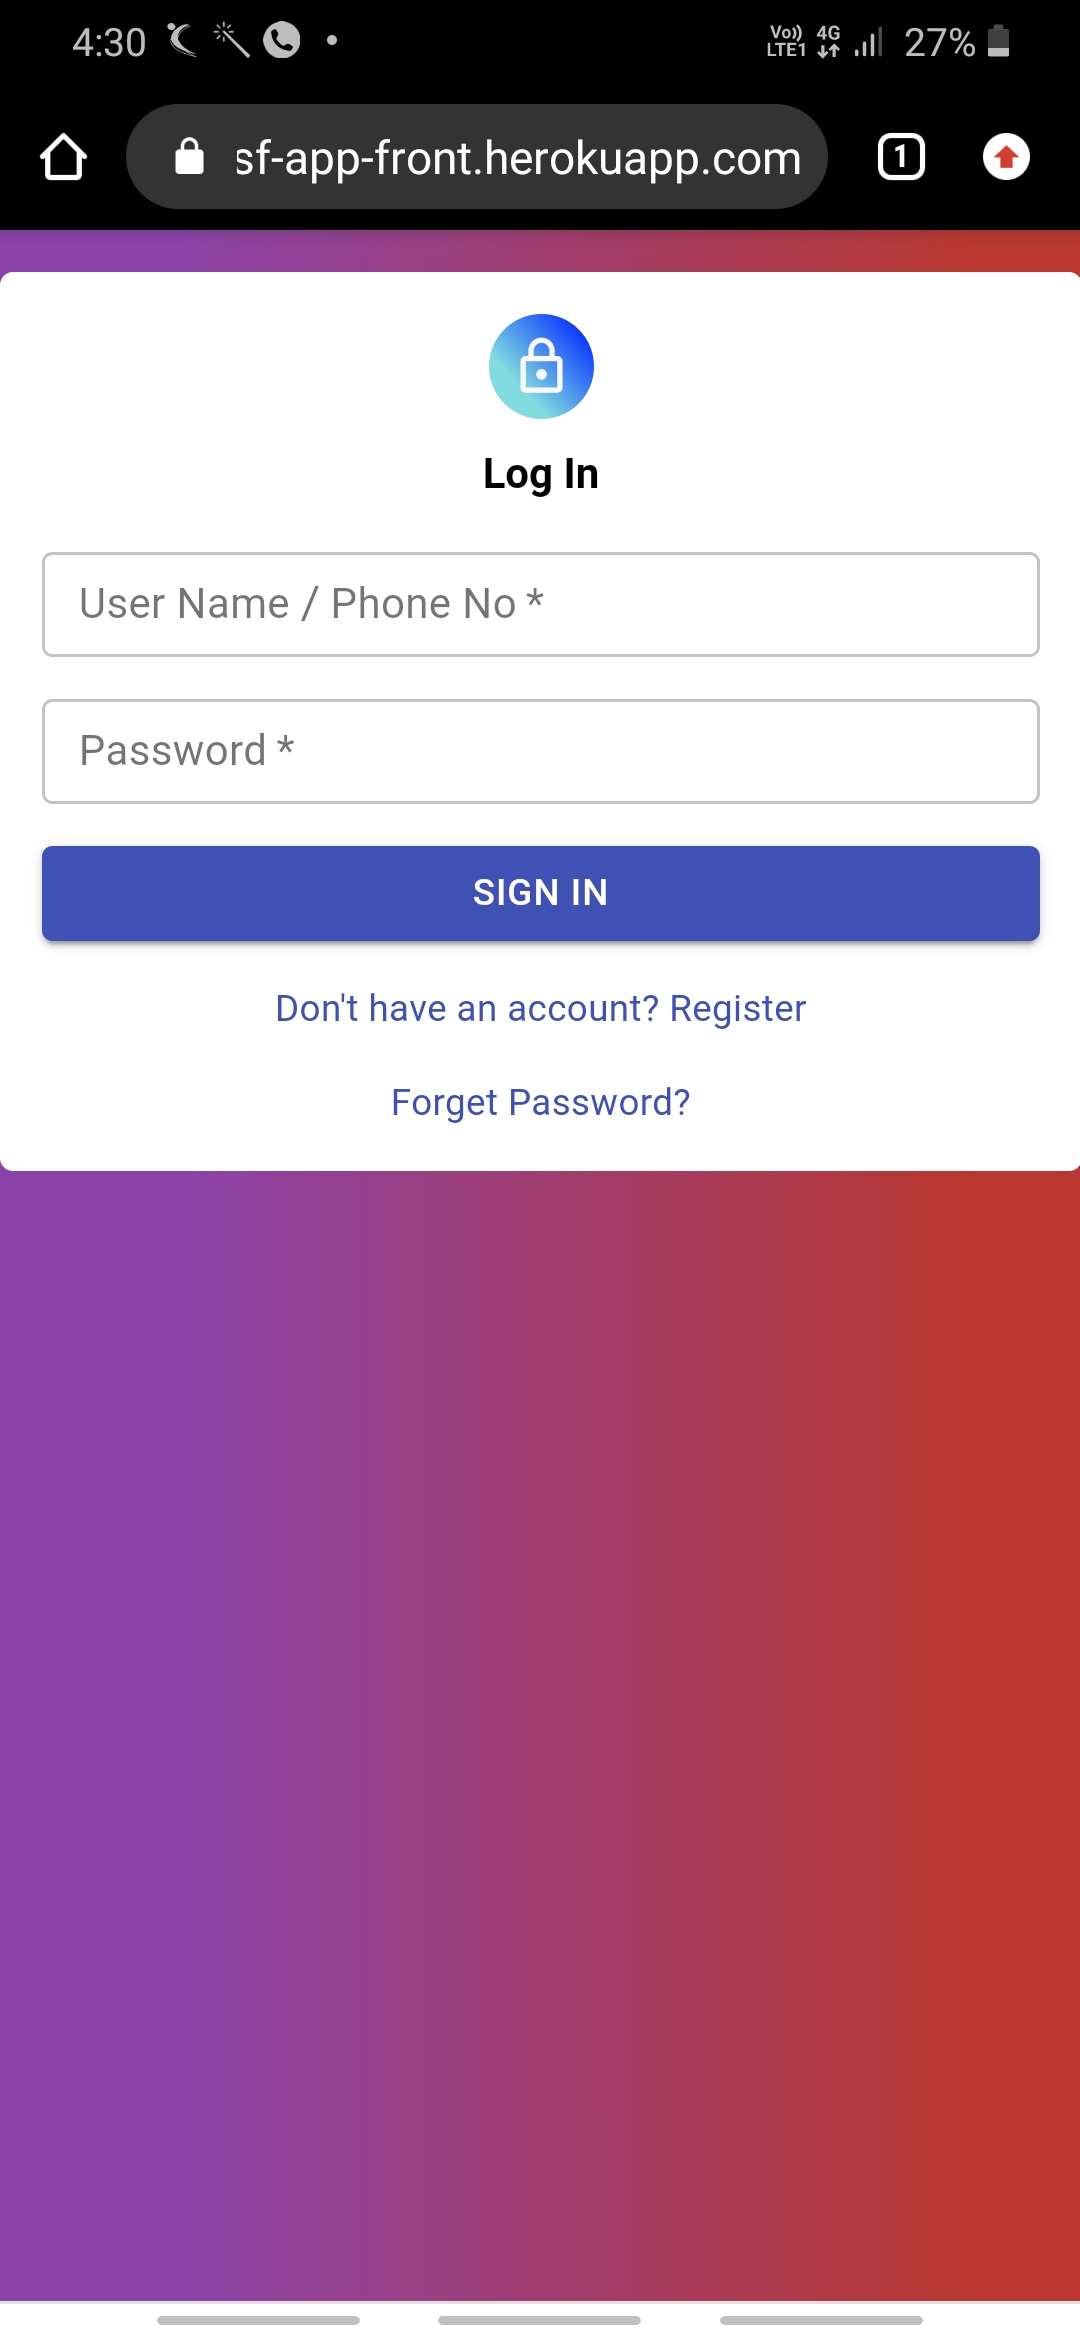 4:30
Vo)) LTE1 4G 27%
sf-app-front.herokuapp.com
1
Log In
User Name / Phone No *
Password *
SIGN IN
Don't have an account? Register
Forget Password?